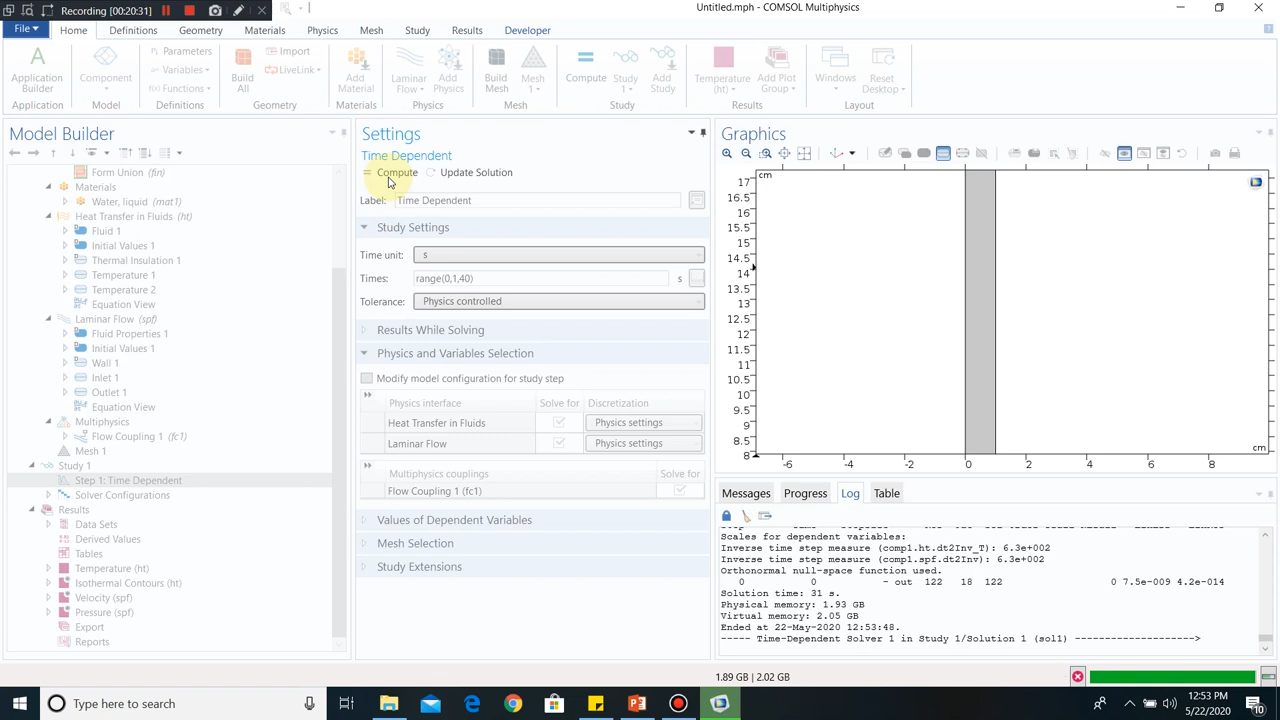 Recording [00:20:31]
Untitled.mph - COMSOL Multiphysics
File
Home
Definitions
Geometry
Materials
Physics
Mesh
Study
Results
Developer
Application Builder
Application
Component
Model
Parameters
Variables
Functions
Definitions
Build All
Import
LiveLink
Geometry
Add Material
Materials
Laminar Flow
Add Physics
Physics
Build Mesh
Mesh 1
Mesh
Compute
Study 1
Add Study
Study
Temperature (ht)
Add Plot Group
Results
Windows
Reset Desktop
Layout
Model Builder
Form Union (fin)
Materials
Water, liquid (mat1)
Heat Transfer in Fluids (ht)
Fluid 1
Initial Values 1
Thermal Insulation 1
Temperature 1
Temperature 2
Equation View
Laminar Flow (spf)
Fluid Properties 1
Initial Values 1
Wall 1
Inlet 1
Outlet 1
Equation View
Multiphysics
Flow Coupling 1 (fc1)
Mesh 1
Study 1
Step 1: Time Dependent
Solver Configurations
Results
Data Sets
Derived Values
Tables
Temperature (ht)
Isothermal Contours (ht)
Velocity (spf)
Pressure (spf)
Export
Reports
Settings
Time Dependent
= Compute
Update Solution
Label: Time Dependent
Study Settings
Time unit: s
Times: range(0,1,40) s
Tolerance: Physics controlled
Results While Solving
Physics and Variables Selection
Modify model configuration for study step
Physics interface Solve for Discretization
Heat Transfer in Fluids Physics settings
Laminar Flow Physics settings
Multiphysics couplings Solve for
Flow Coupling 1 (fc1)
Values of Dependent Variables
Mesh Selection
Study Extensions
Graphics
cm
17
16.5
16
15.5
15
14.5
14
13.5
13
12.5
12
11.5
11
10.5
10
9.5
9
8.5
8
cm
-6 -4 -2 0 2 4 6 8
Messages
Progress
Log
Table
Scales for dependent variables:
Inverse time step measure (comp1.ht.dt2Inv_T): 6.3e+002
Inverse time step measure (comp1.spf.dt2Inv): 6.3e+002
Orthonormal null-space function used.
0 0 - out 122 18 122 0 7.5e-009 4.2e-014
Solution time: 31 s.
Physical memory: 1.93 GB
Virtual memory: 2.05 GB
Ended at 22-May-2020 12:53:48.
----- Time-Dependent Solver 1 in Study 1/Solution 1 (sol1) -------------------->
1.89 GB | 2.02 GB
Type here to search
12:53 PM
5/22/2020
10